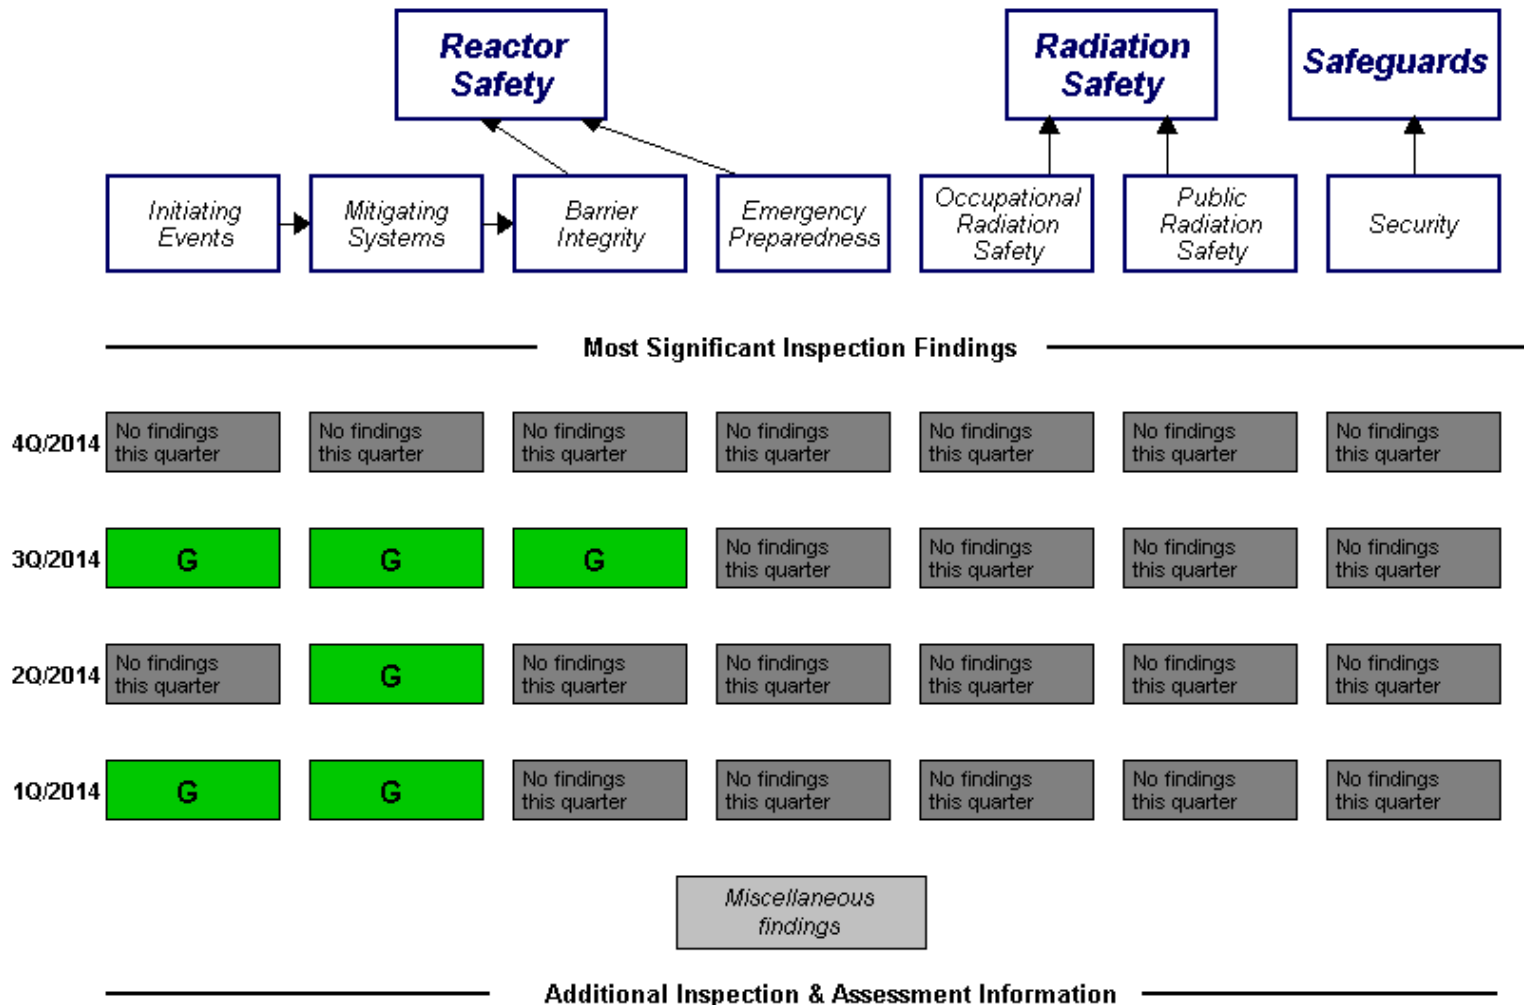 Reactor
Safety
Radiation
Safety
Safeguards
Initiating
Events
Mitigating
Systems
Barrier
Integrity
Emergency
Preparedness
Occupational
Radiation
Safety
Public
Radiation
Safety
Security
Most Significant Inspection Findings
4Q/2014
No findings
this quarter
No findings
this quarter
No findings
this quarter
No findings
this quarter
No findings
this quarter
No findings
this quarter
No findings
this quarter
3Q/2014
G
G
G
No findings
this quarter
No findings
this quarter
No findings
this quarter
No findings
this quarter
2Q/2014
No findings
this quarter
G
No findings
this quarter
No findings
this quarter
No findings
this quarter
No findings
this quarter
No findings
this quarter
1Q/2014
G
G
No findings
this quarter
No findings
this quarter
No findings
this quarter
No findings
this quarter
No findings
this quarter
Miscellaneous
findings
Additional Inspection & Assessment Information